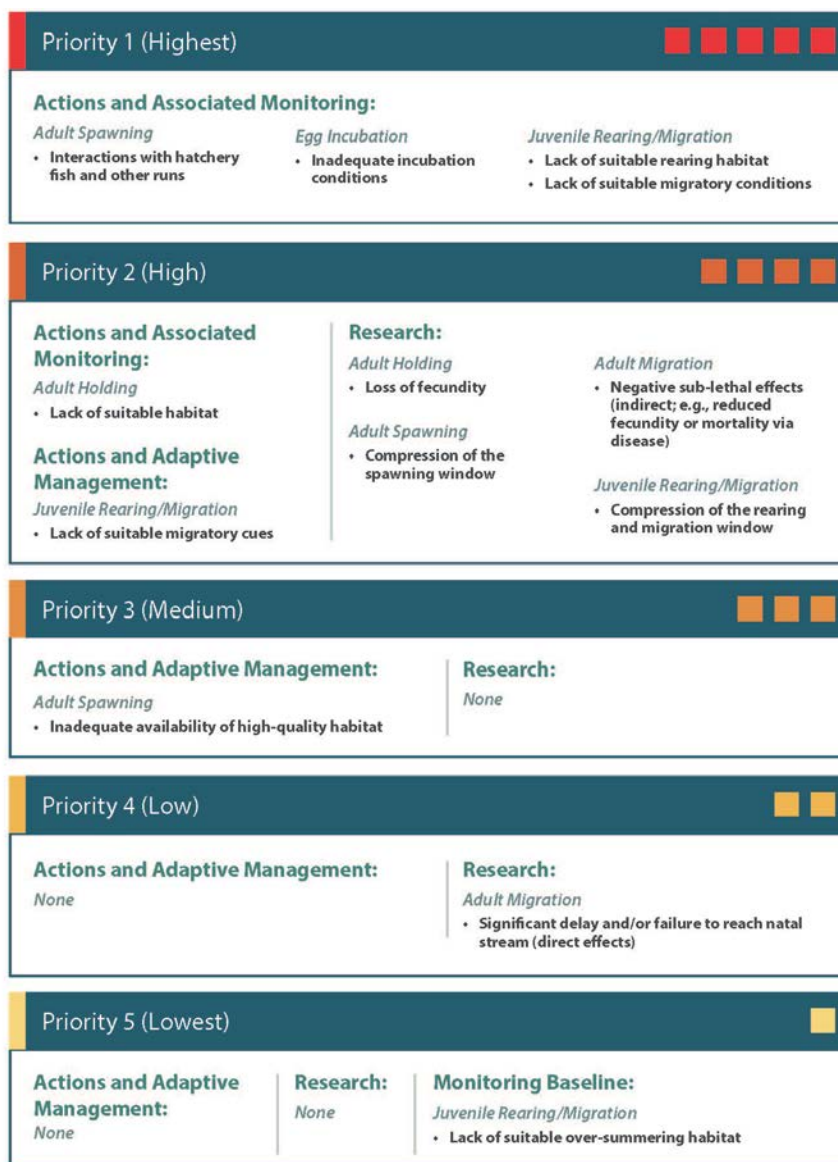 Priority 1 (Highest)
Actions and Associated Monitoring:
Adult Spawning
• Interactions with hatchery
fish and other runs
Egg Incubation
• Inadequate incubation
conditions
Juvenile Rearing/Migration
• Lack of suitable rearing habitat
• Lack of suitable migratory conditions
Priority 2 (High)
Actions and Associated
Monitoring:
Adult Holding
• Lack of suitable habitat
Actions and Adaptive
Management:
Juvenile Rearing/Migration
• Lack of suitable migratory cues
Research:
Adult Holding
• Loss of fecundity
Adult Spawning
• Compression of the
spawning window
Adult Migration
• Negative sub-lethal effects
(indirect; e.g., reduced
fecundity or mortality via
disease)
Juvenile Rearing/Migration
• Compression of the rearing
and migration window
Priority 3 (Medium)
Actions and Adaptive Management:
Adult Spawning
• Inadequate availability of high-quality habitat
Research:
None
Priority 4 (Low)
Actions and Adaptive Management:
None
Research:
Adult Migration
• Significant delay and/or failure to reach natal
stream (direct effects)
Priority 5 (Lowest)
Actions and Adaptive
Management:
None
Research:
None
Monitoring Baseline:
Juvenile Rearing/Migration
• Lack of suitable over-summering habitat